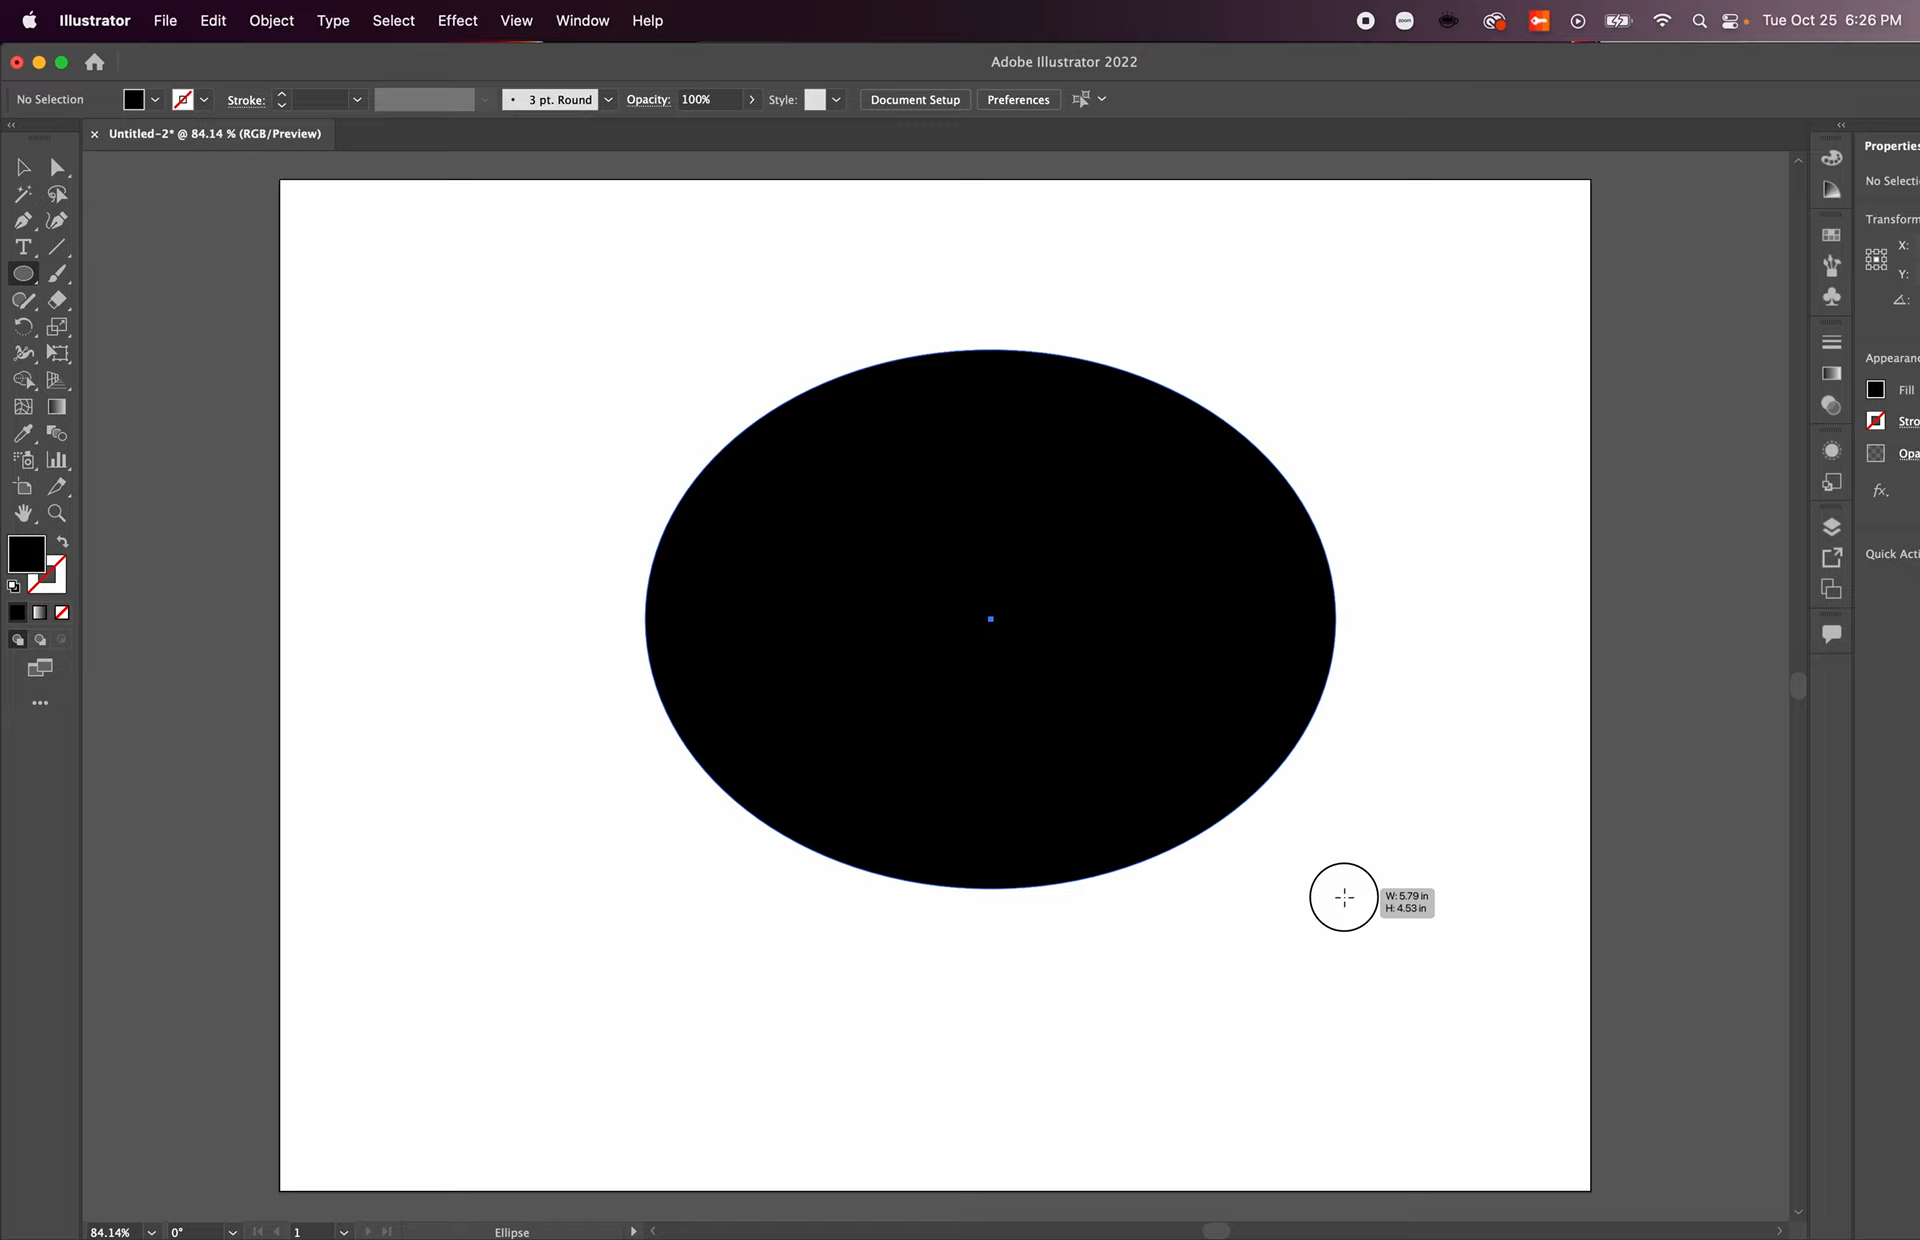 Illustrator File Edit Object Type Select Effect View Window Help zoom Tue Oct 25 6:26 PM
Adobe Illustrator 2022
No Selection Stroke: 3 pt. Round Opacity: 100% Style: Document Setup Preferences
× Untitled-2* @ 84.14 % (RGB/Preview)
Properties
No Selecti
Transform
X:
Y:
Appearanc
Fill
Stro
Opa
fx.
Quick Acti
W: 5.79 in
H: 4.53 in
84.14% 0° 1 Ellipse